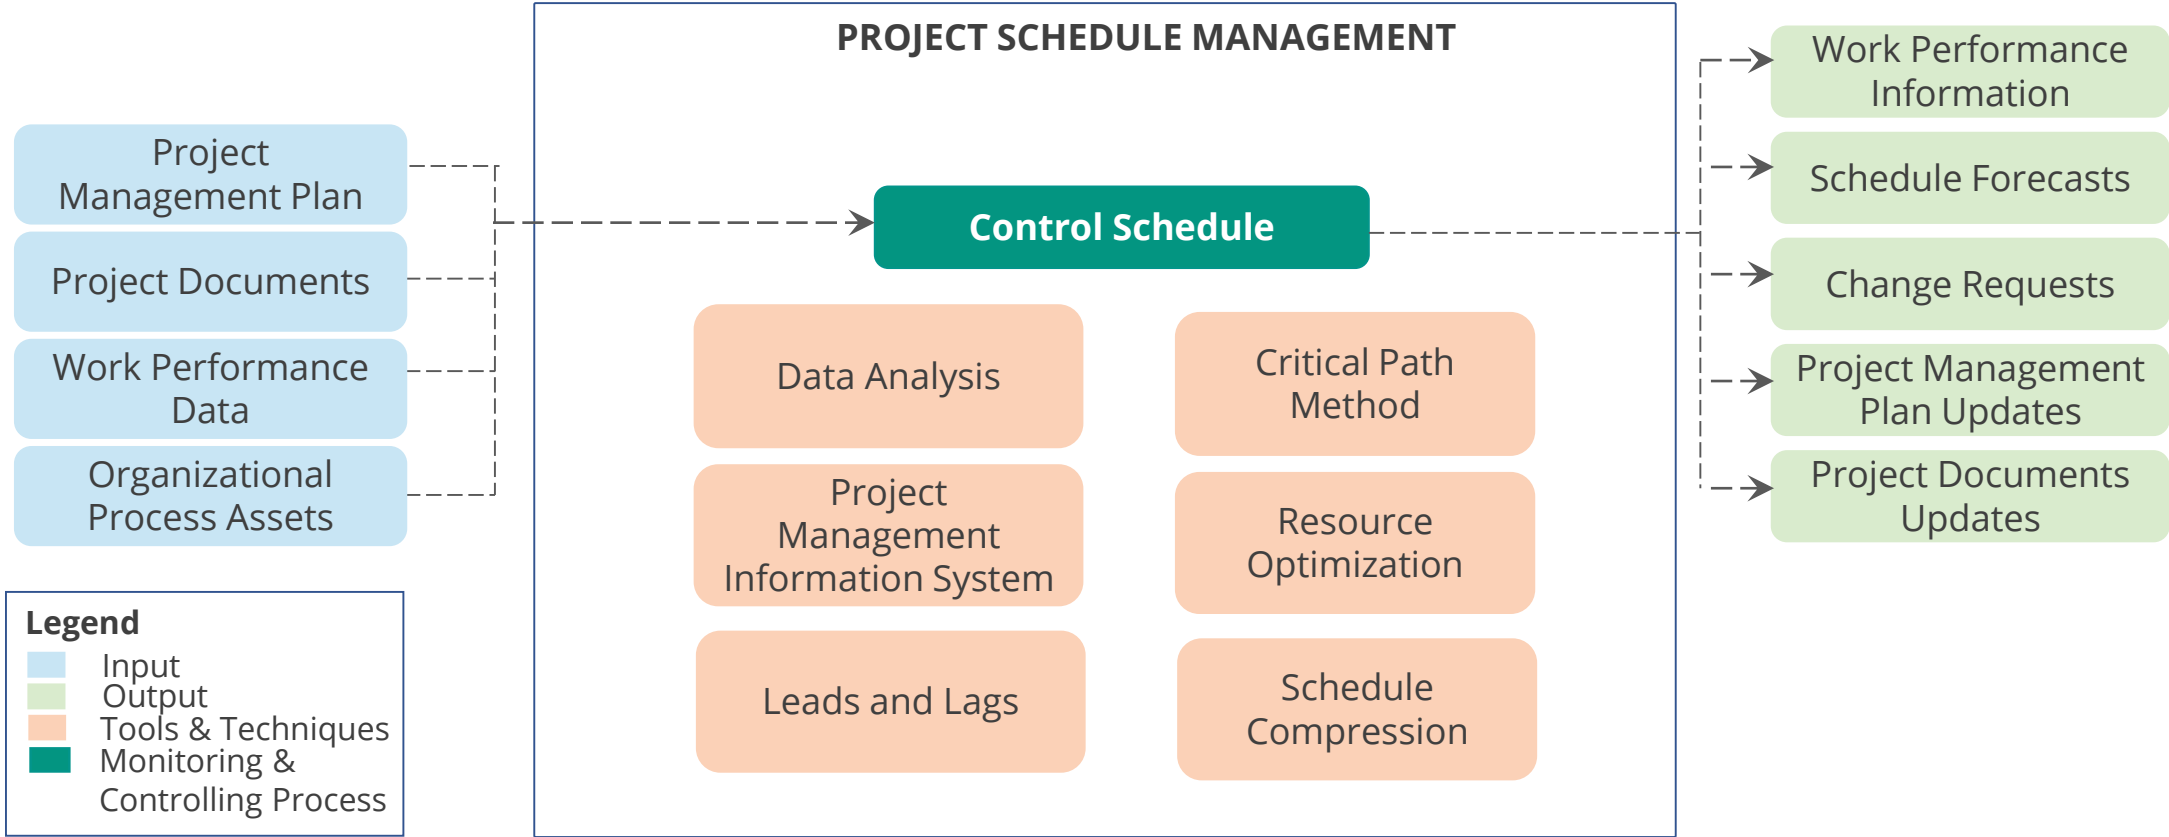 PROJECT SCHEDULE MANAGEMENT
Project
Management Plan
Project Documents
Work Performance
Data
Organizational
Process Assets
Control Schedule
Data Analysis
Critical Path
Method
Project
Management
Information System
Resource
Optimization
Leads and Lags
Schedule
Compression
Work Performance
Information
Schedule Forecasts
Change Requests
Project Management
Plan Updates
Project Documents
Updates
Legend
Input
Output
Tools & Techniques
Monitoring &
Controlling Process